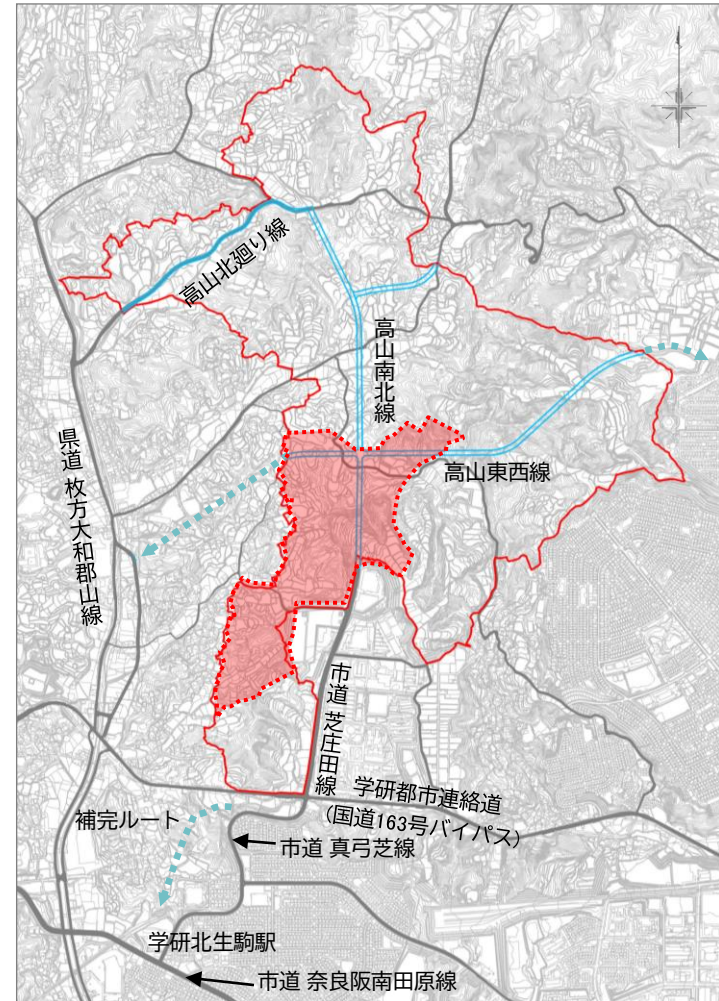 高山北廻り線
高山南北線
県道 枚方大和郡山線
高山東西線
市道 芝庄田線
学研都市連絡道
(国道163号バイパス)
補完ルート
市道 真弓芝線
学研北生駒駅
市道 奈良阪南田原線